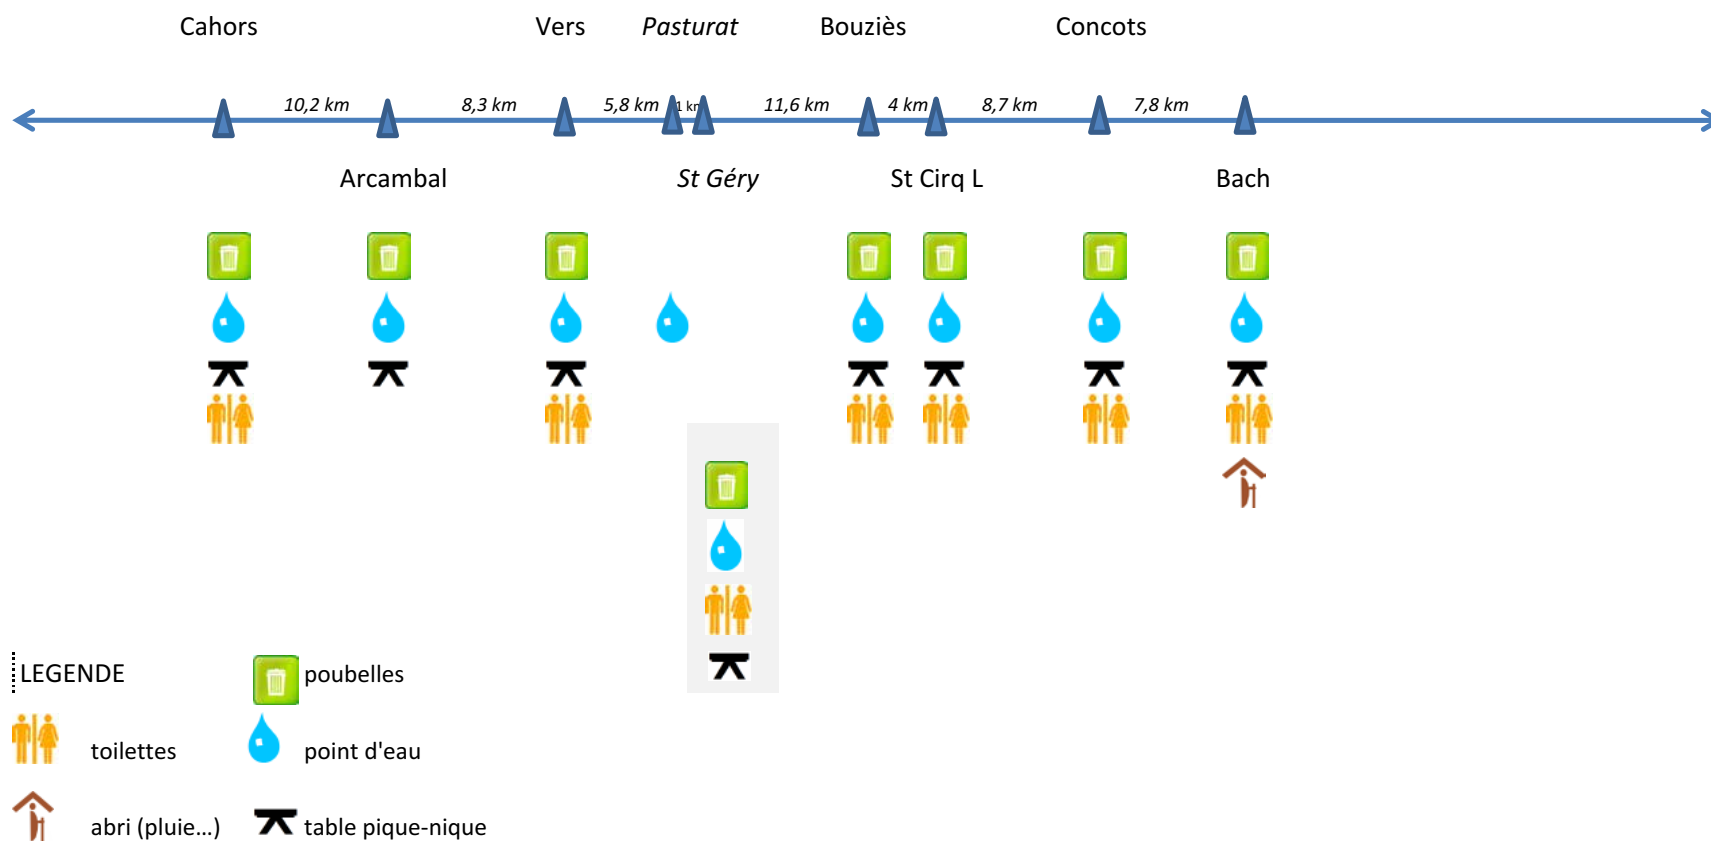 Cahors Vers Pasturat Bouziès Concots
10,2 km 8,3 km 5,8 km 1 km 11,6 km 4 km 8,7 km 7,8 km
Arcambal St Géry St Cirq L Bach
LEGENDE poubelles
toilettes point d'eau
abri (pluie…) table pique-nique